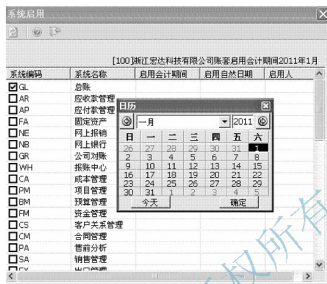 系统启用
[100]浙江宏达科技有限公司账套启用会计期间2011年1月
系统编码 系统名称 启用会计期间 启用自然日期 启用人
GL 总账
AR 应收款管理
AP 应付款管理
FA 固定资产
NE 网上报销
NB 网上银行
GR 公司对账
WH 报账中心
CA 成本管理
PM 项目管理
BM 预算管理
FM 资金管理
CS 客户关系管理
CM 合同管理
PA 售前分析
SA 销售管理
日历
一月 2011
日 一 二 三 四 五 六
26 27 28 29 30 31 1
2 3 4 5 6 7 8
9 10 11 12 13 14 15
16 17 18 19 20 21 22
23 24 25 26 27 28 29
30 31 1 2 3 4 5
今天 确定
权所有